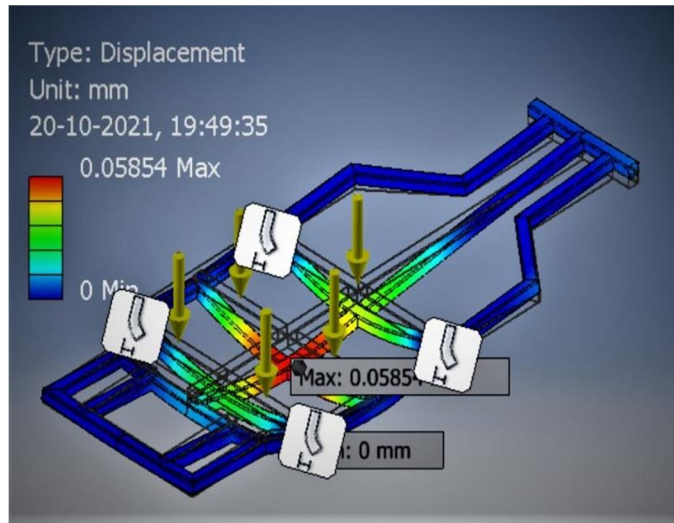 Type: Displacement
Unit: mm
20-10-2021, 19:49:35
0.05854 Max
0 Min
Max: 0.0585
: 0 mm